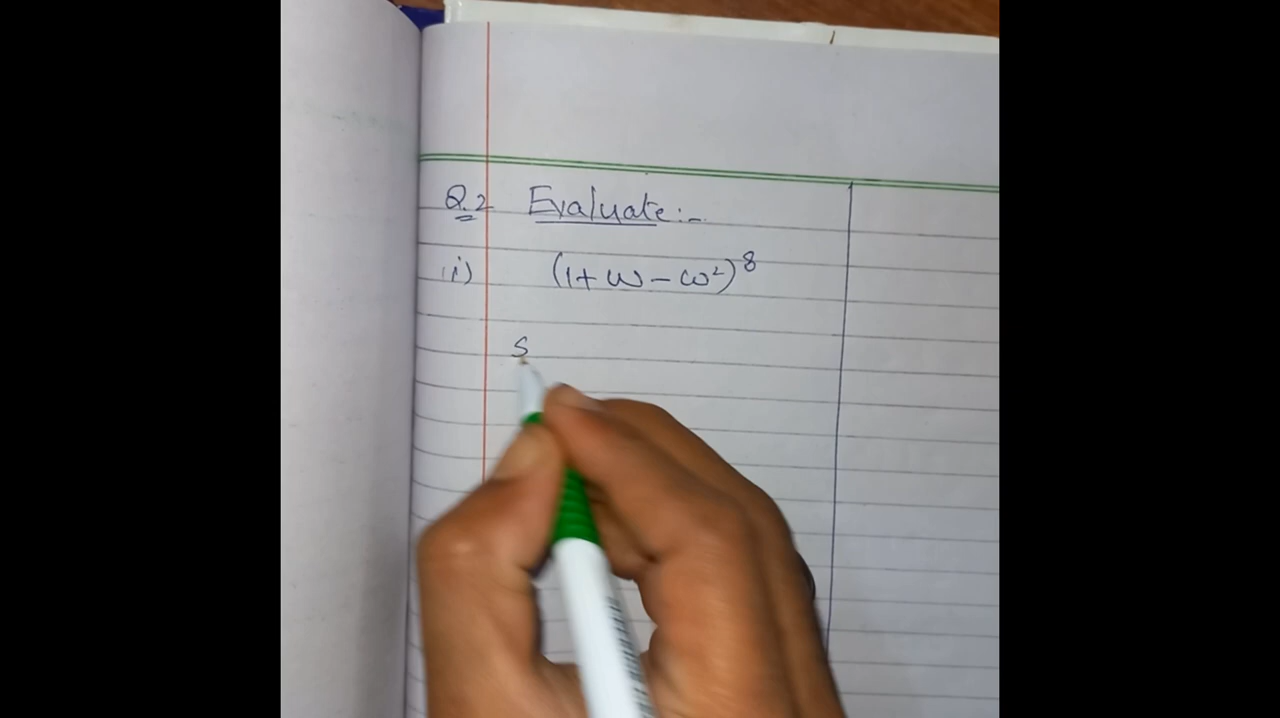 Q.2 Evaluate:-
i) (1+ω-ω²)⁸
S